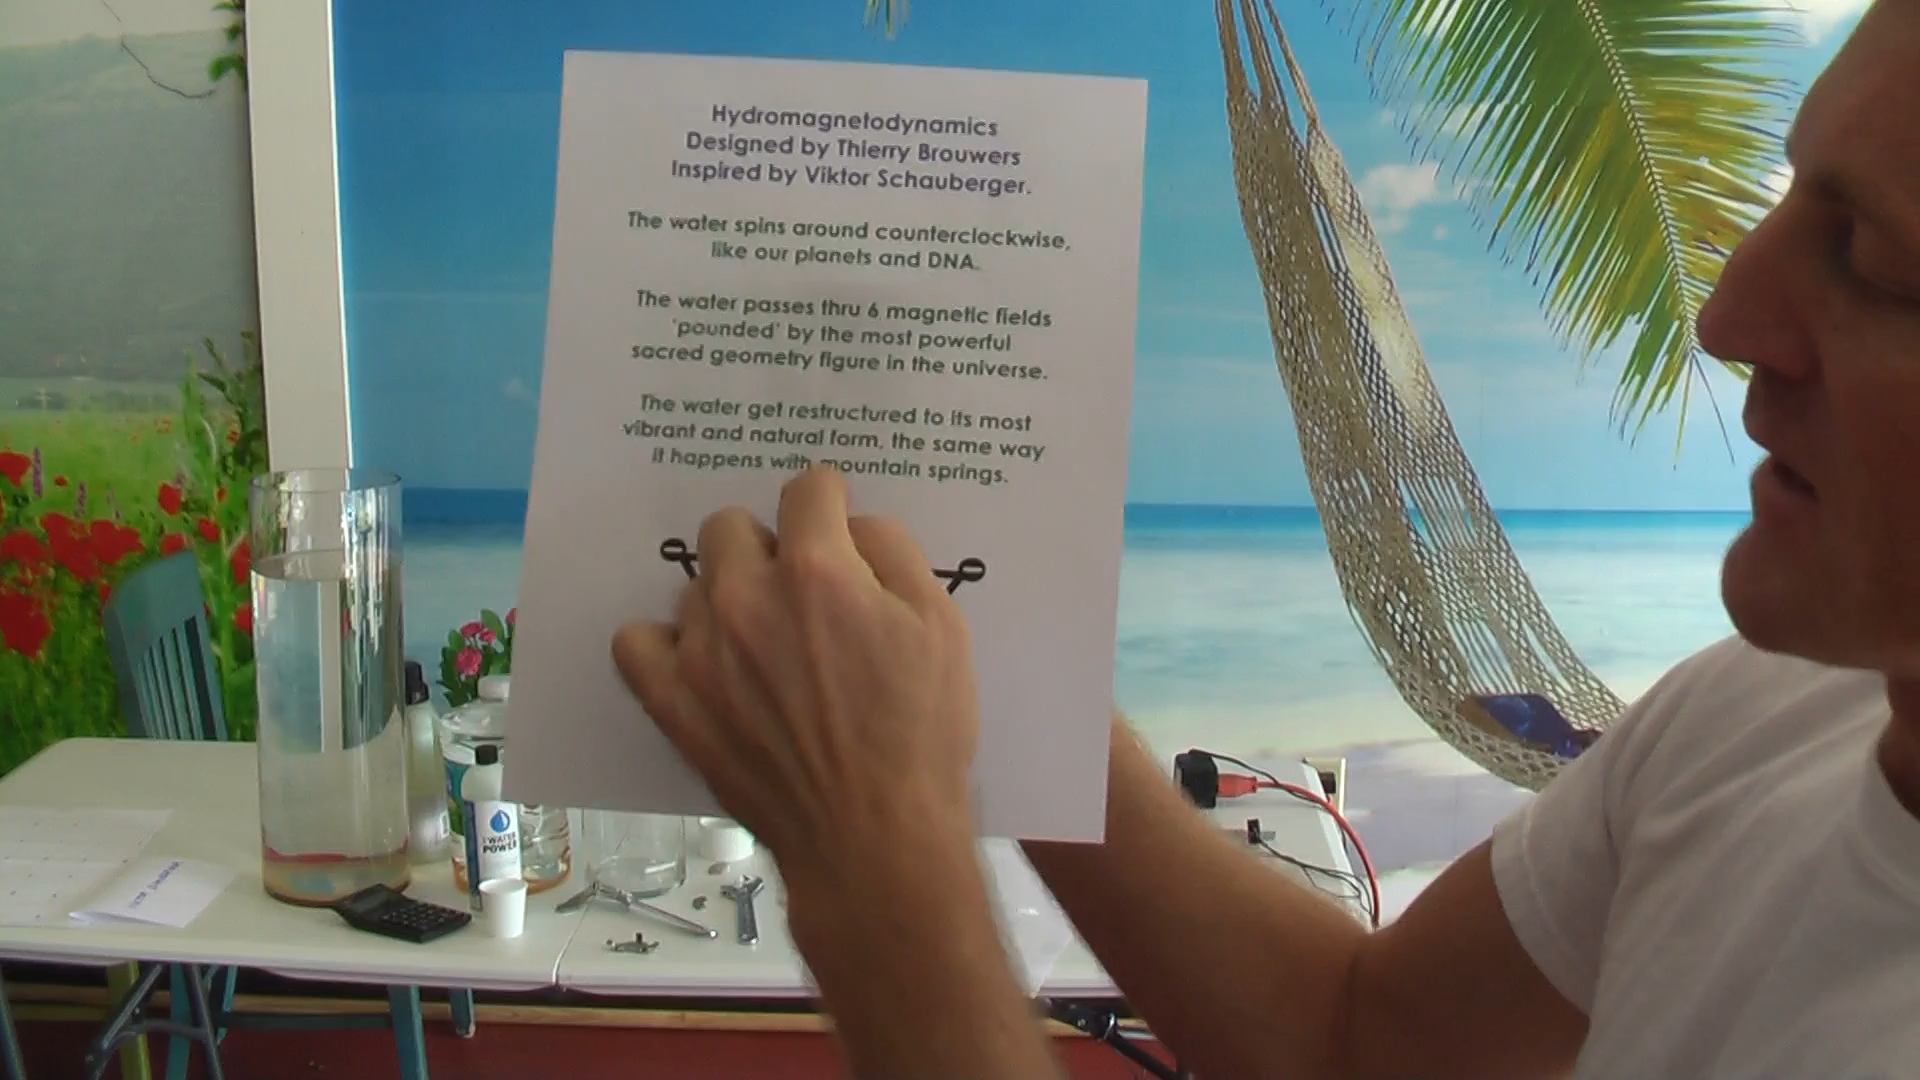 Hydromagnetodynamics
Designed by Thierry Brouwers
Inspired by Viktor Schauberger.
The water spins around counterclockwise,
like our planets and DNA.
The water passes thru 6 magnetic fields
'pounded' by the most powerful
sacred geometry figure in the universe.
The water get restructured to its most
vibrant and natural form, the same way
it happens with mountain springs.
WATER
POWER